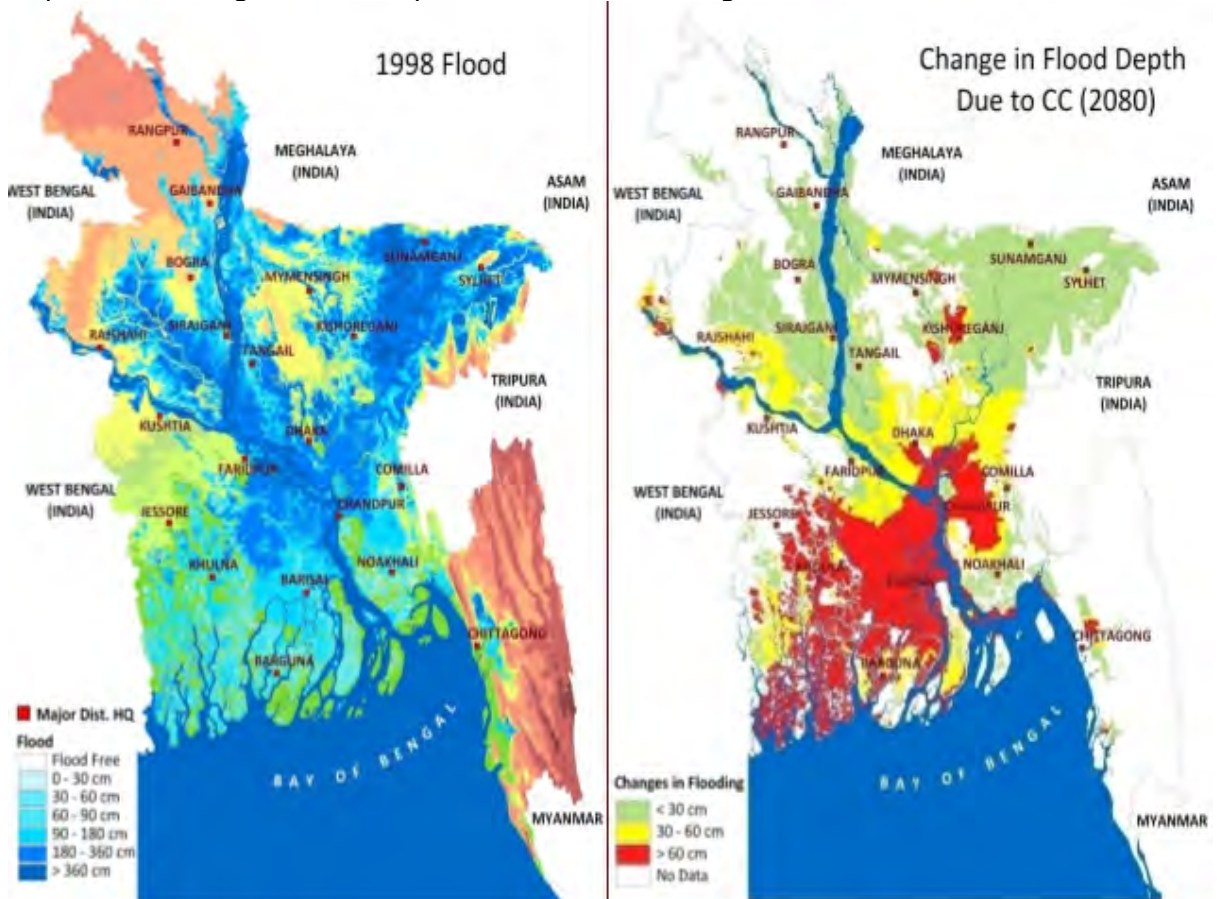 1998 Flood
RANGPUR
MEGHALAYA
(INDIA)
WEST BENGAL
(INDIA)
GAIBANDHA
ASAM
(INDIA)
BOGRA
SUNAMGANJ
MYMENSINGH
SYLHET
RAJSHAHI
SIRAJGANJ
KISHOREGANJ
TANGAIL
TRIPURA
(INDIA)
KUSHTIA
DHAKA
FARIDPUR
COMILLA
WEST BENGAL
(INDIA)
CHANDPUR
JESSORE
KHULNA
NOAKHALI
BARISAL
CHITTAGONG
BARGUNA
Major Dist. HQ
Flood
Flood Free
0 - 30 cm
30 - 60 cm
60 - 90 cm
90 - 180 cm
180 - 360 cm
> 360 cm
BAY OF BENGAL
MYANMAR
Change in Flood Depth
Due to CC (2080)
RANGPUR
MEGHALAYA
(INDIA)
WEST BENGAL
(INDIA)
GAIBANDHA
ASAM
(INDIA)
BOGRA
SUNAMGANJ
MYMENSINGH
SYLHET
RAJSHAHI
SIRAJGANJ
KISHOREGANJ
TANGAIL
TRIPURA
(INDIA)
KUSHTIA
DHAKA
FARIDPUR
COMILLA
WEST BENGAL
(INDIA)
CHANDPUR
JESSORE
KHULNA
NOAKHALI
CHITTAGONG
BARGUNA
Changes in Flooding
< 30 cm
30 - 60 cm
> 60 cm
No Data
BAY OF BENGAL
MYANMAR